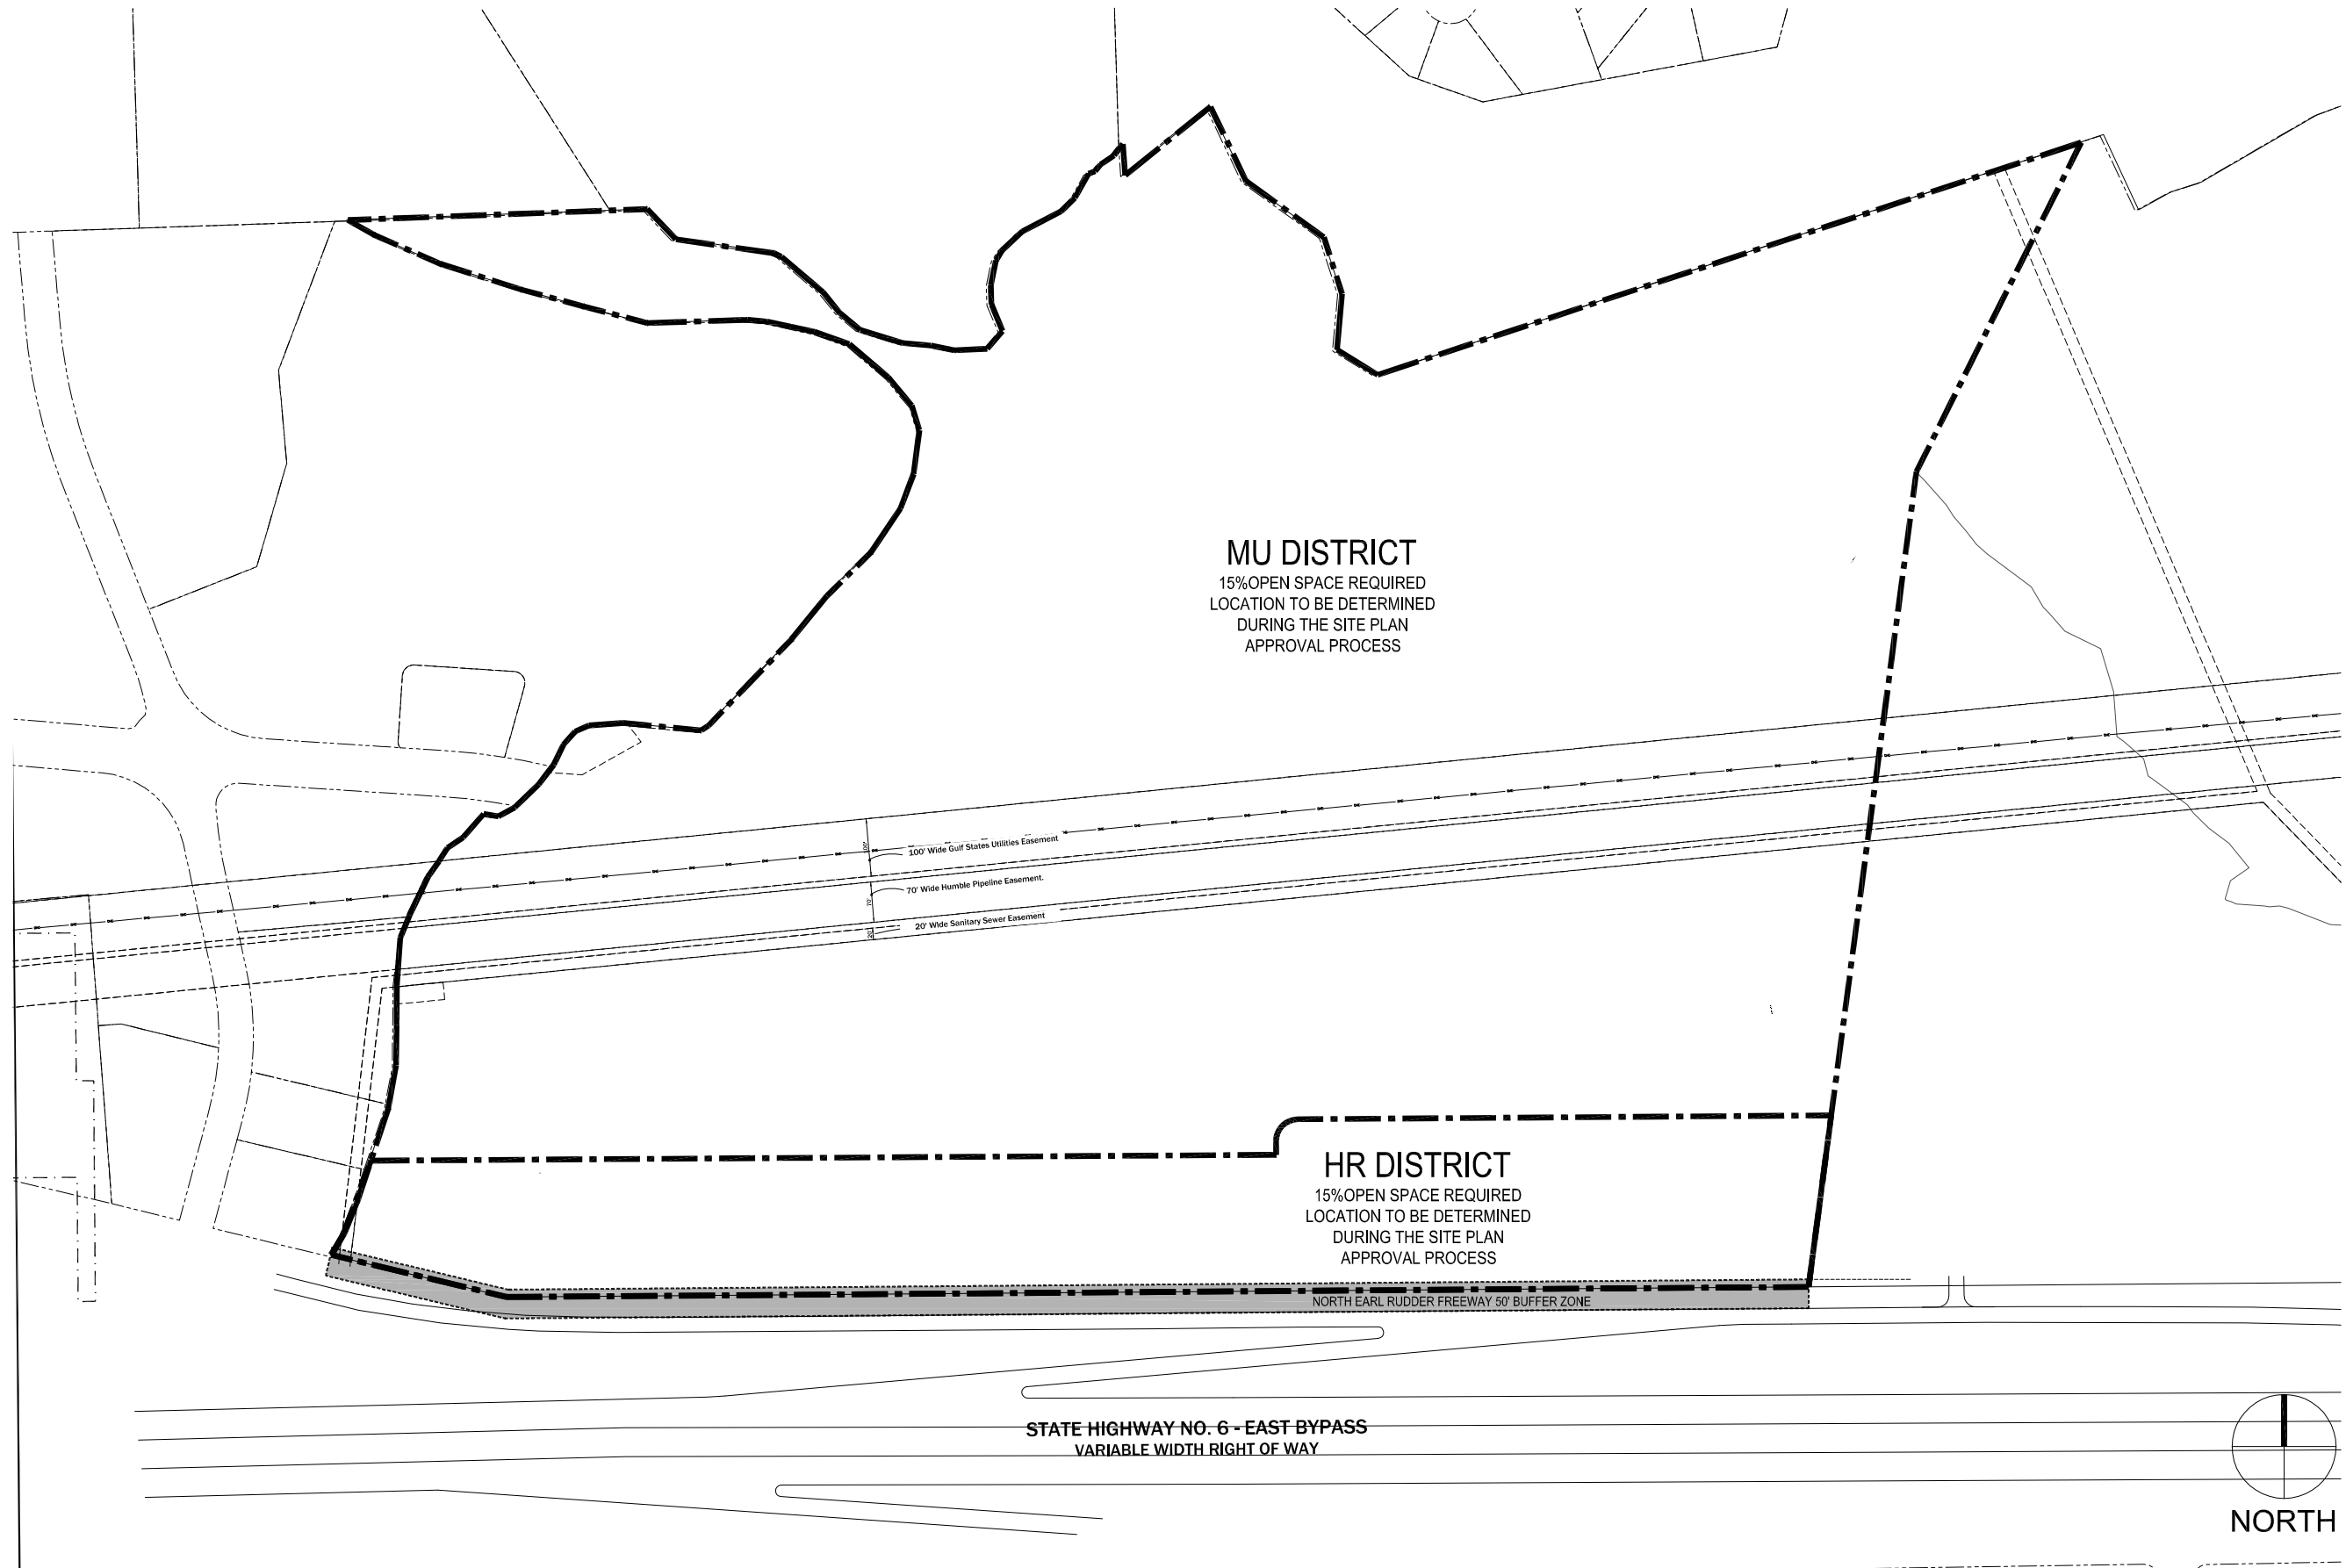 MU DISTRICT
15%OPEN SPACE REQUIRED
LOCATION TO BE DETERMINED
DURING THE SITE PLAN
APPROVAL PROCESS
100'
100' Wide Gulf States Utilities Easement
70'
70' Wide Humble Pipeline Easement.
20'
20' Wide Sanitary Sewer Easement
HR DISTRICT
15%OPEN SPACE REQUIRED
LOCATION TO BE DETERMINED
DURING THE SITE PLAN
APPROVAL PROCESS
NORTH EARL RUDDER FREEWAY 50' BUFFER ZONE
STATE HIGHWAY NO. 6 - EAST BYPASS
VARIABLE WIDTH RIGHT OF WAY
NORTH